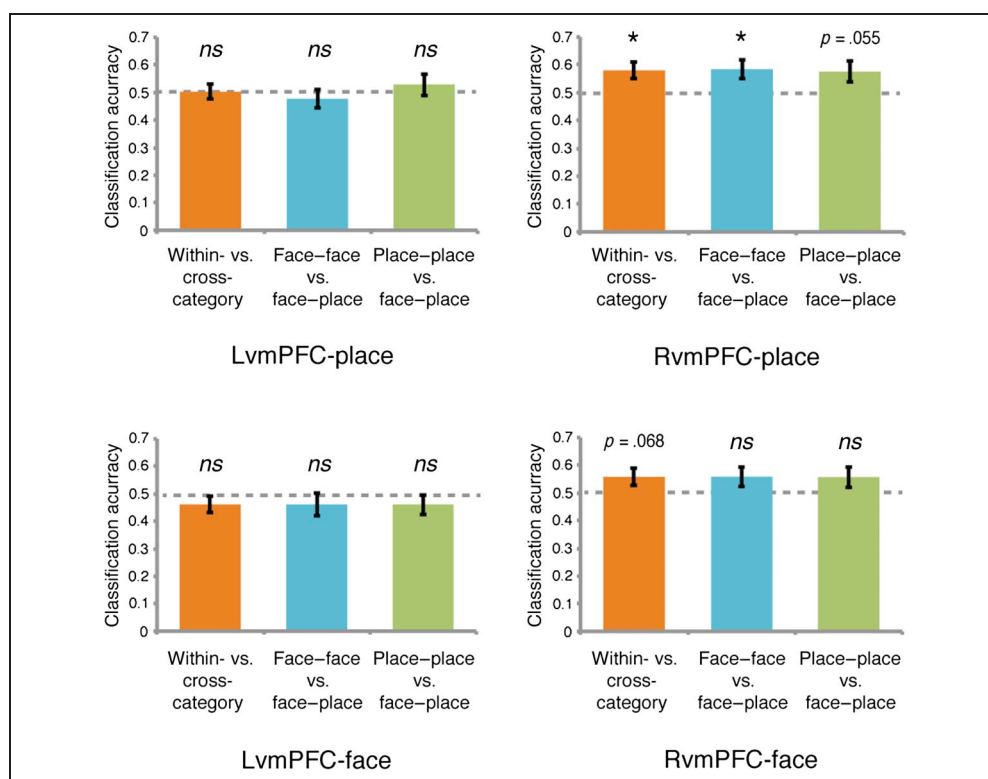 0.7
0.6
0.5
0.4
0.3
0.2
0.1
0
Classification acurracy
ns
ns
ns
Within- vs.
cross-
category
Face–face
vs.
face–place
Place–place
vs.
face–place
LvmPFC-place
0.7
0.6
0.5
0.4
0.3
0.2
0.1
0
Classification acurracy
*
*
p = .055
Within- vs.
cross-
category
Face–face
vs.
face–place
Place–place
vs.
face–place
RvmPFC-place
0.7
0.6
0.5
0.4
0.3
0.2
0.1
0
Classification acurracy
ns
ns
ns
Within- vs.
cross-
category
Face–face
vs.
face–place
Place–place
vs.
face–place
LvmPFC-face
0.7
0.6
0.5
0.4
0.3
0.2
0.1
0
Classification acurracy
p = .068
ns
ns
Within- vs.
cross-
category
Face–face
vs.
face–place
Place–place
vs.
face–place
RvmPFC-face